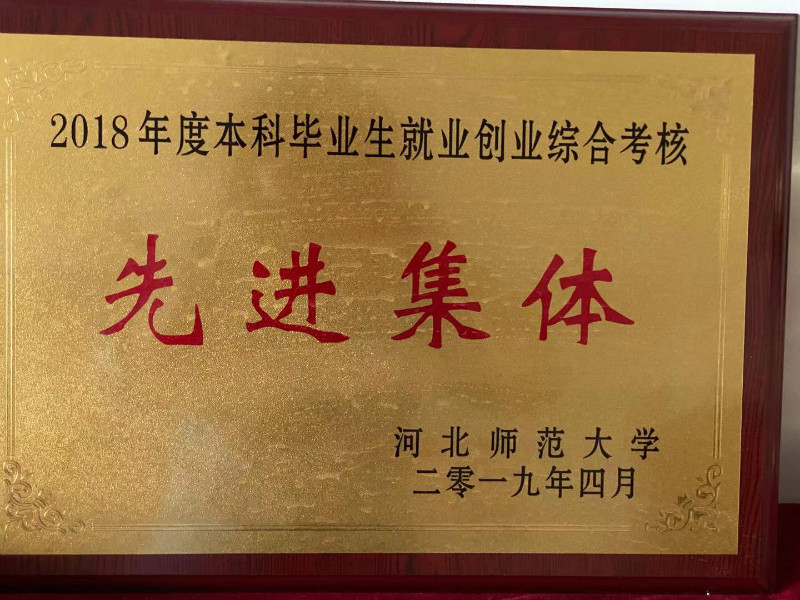 2018年度本科毕业生就业创业综合考核
先进集体
河北师范大学
二零一九年四月